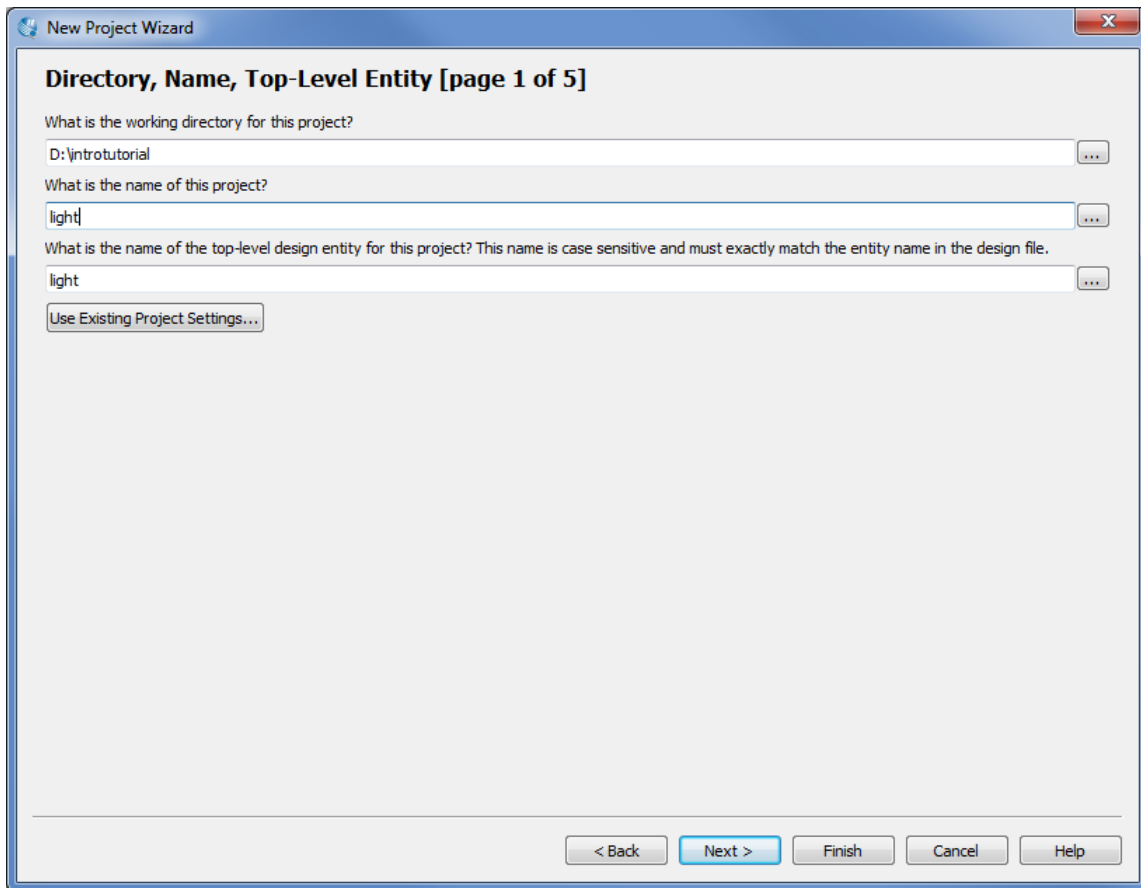 New Project Wizard
Directory, Name, Top-Level Entity [page 1 of 5]
What is the working directory for this project?
D:\introtutorial
...
What is the name of this project?
light
...
What is the name of the top-level design entity for this project? This name is case sensitive and must exactly match the entity name in the design file.
light
...
Use Existing Project Settings...
< Back Next > Finish Cancel Help